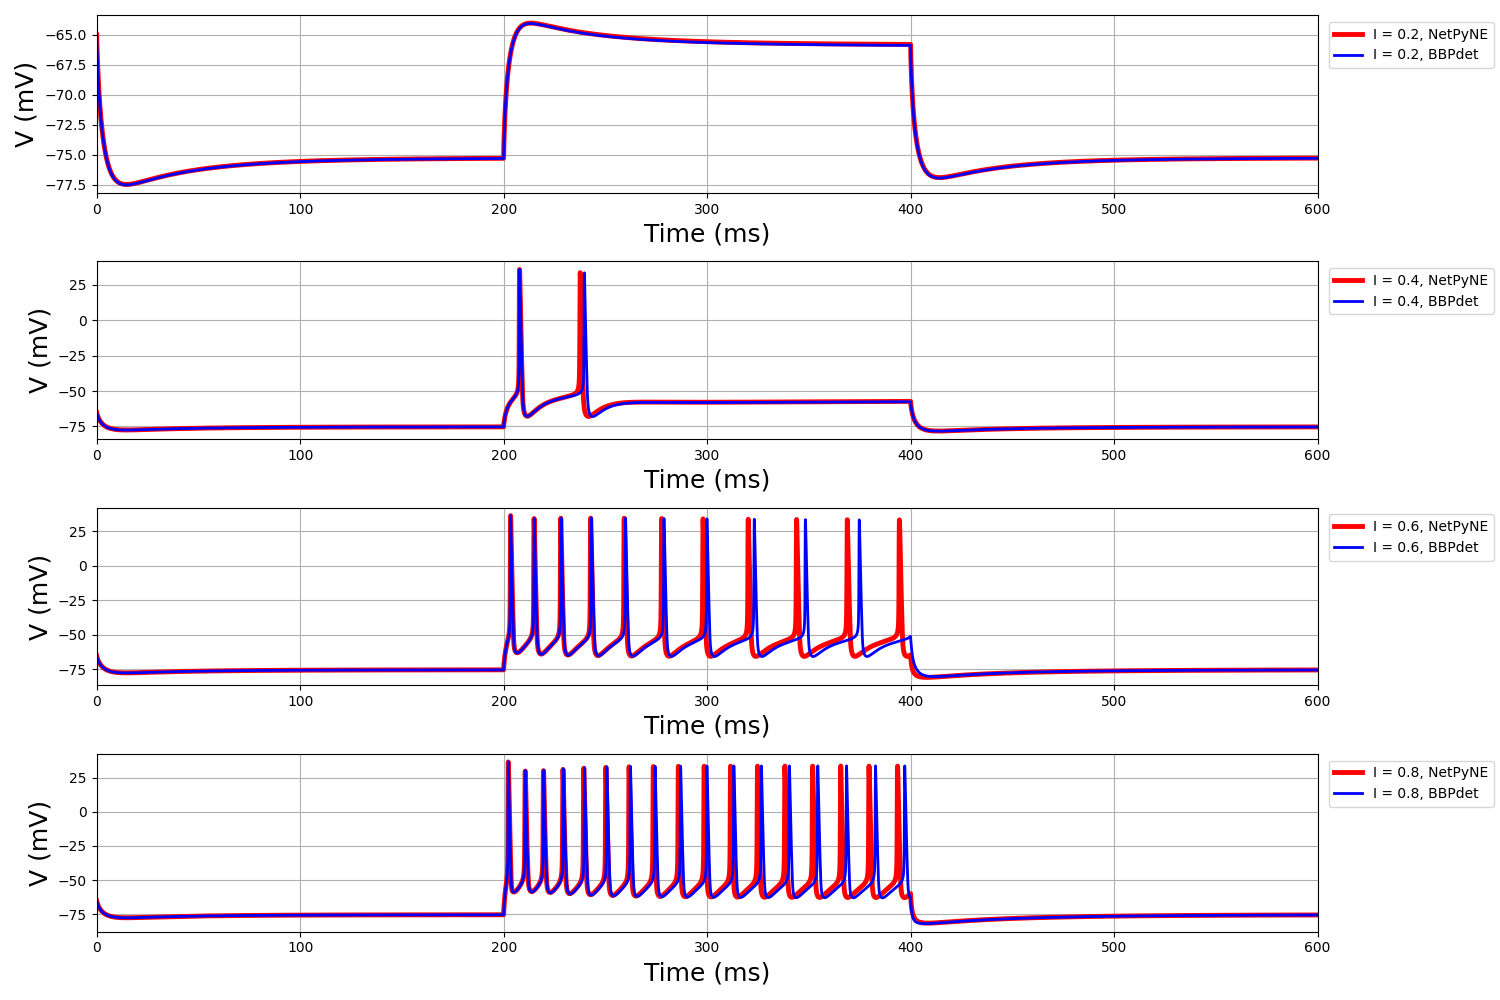 V (mV)
−65.0
−67.5
−70.0
−72.5
−75.0
−77.5
0 100 200 300 400 500 600
Time (ms)
I = 0.2, NetPyNE
I = 0.2, BBPdet
V (mV)
25
0
−25
−50
−75
0 100 200 300 400 500 600
Time (ms)
I = 0.4, NetPyNE
I = 0.4, BBPdet
V (mV)
25
0
−25
−50
−75
0 100 200 300 400 500 600
Time (ms)
I = 0.6, NetPyNE
I = 0.6, BBPdet
V (mV)
25
0
−25
−50
−75
0 100 200 300 400 500 600
Time (ms)
I = 0.8, NetPyNE
I = 0.8, BBPdet